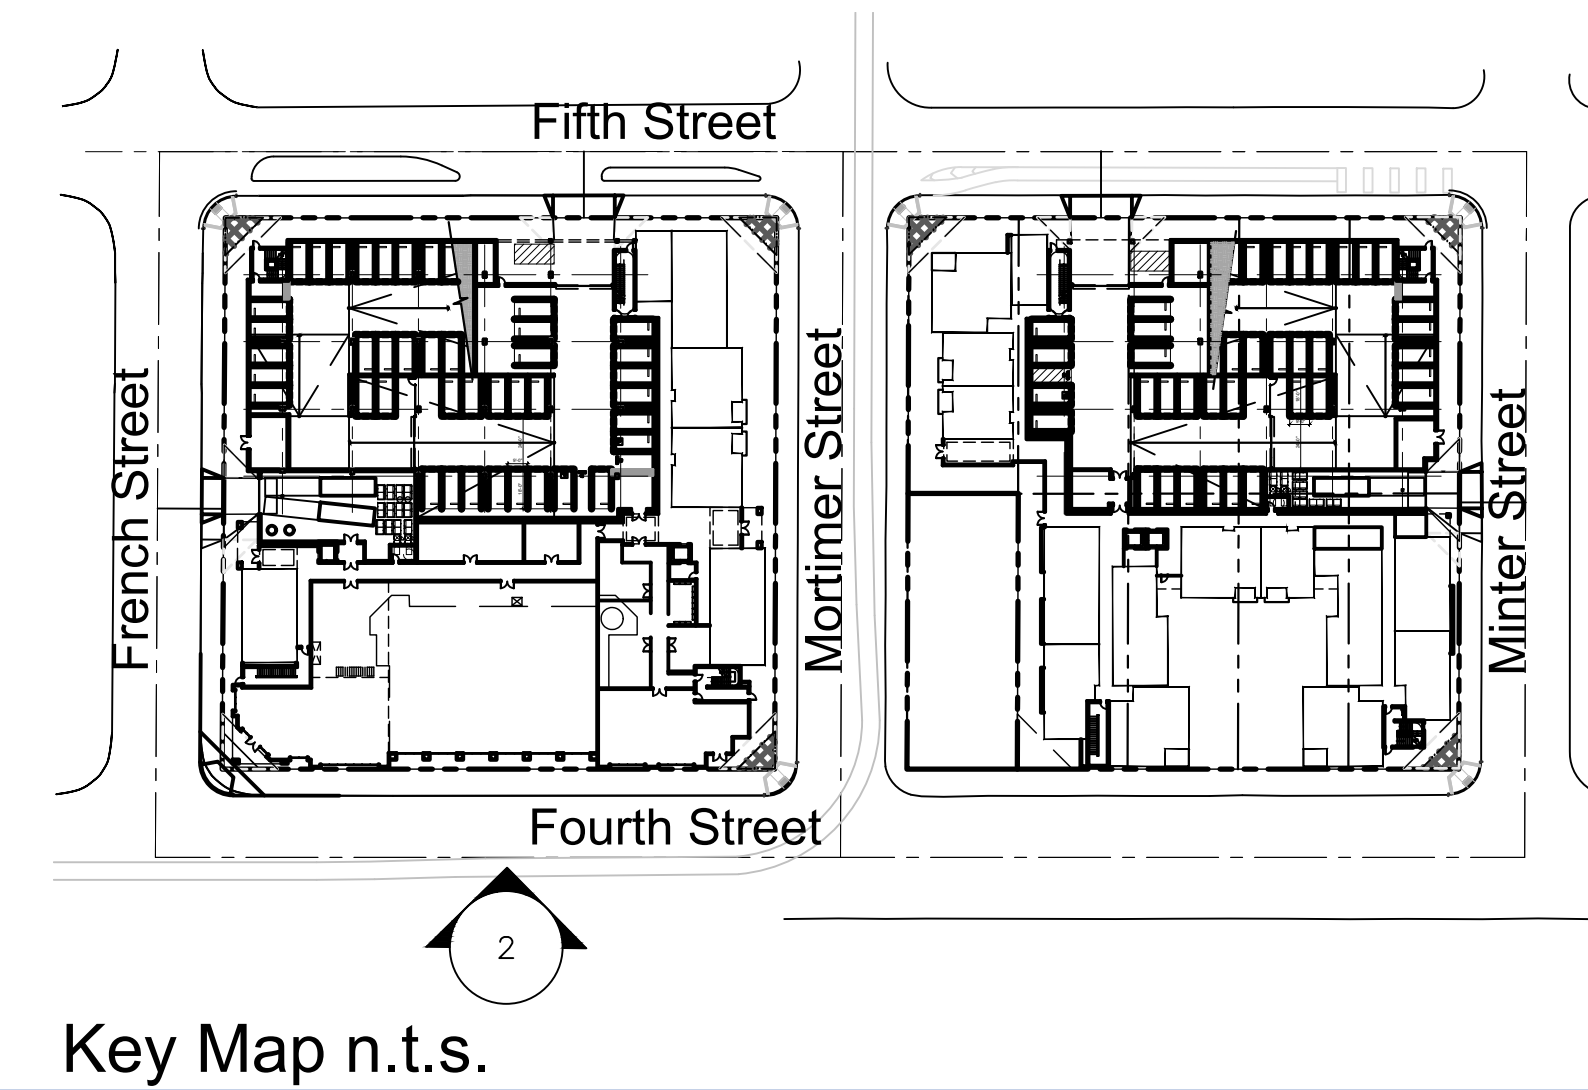 Fifth Street
French Street
Mortimer Street
Minter Street
Fourth Street
2
Key Map n.t.s.